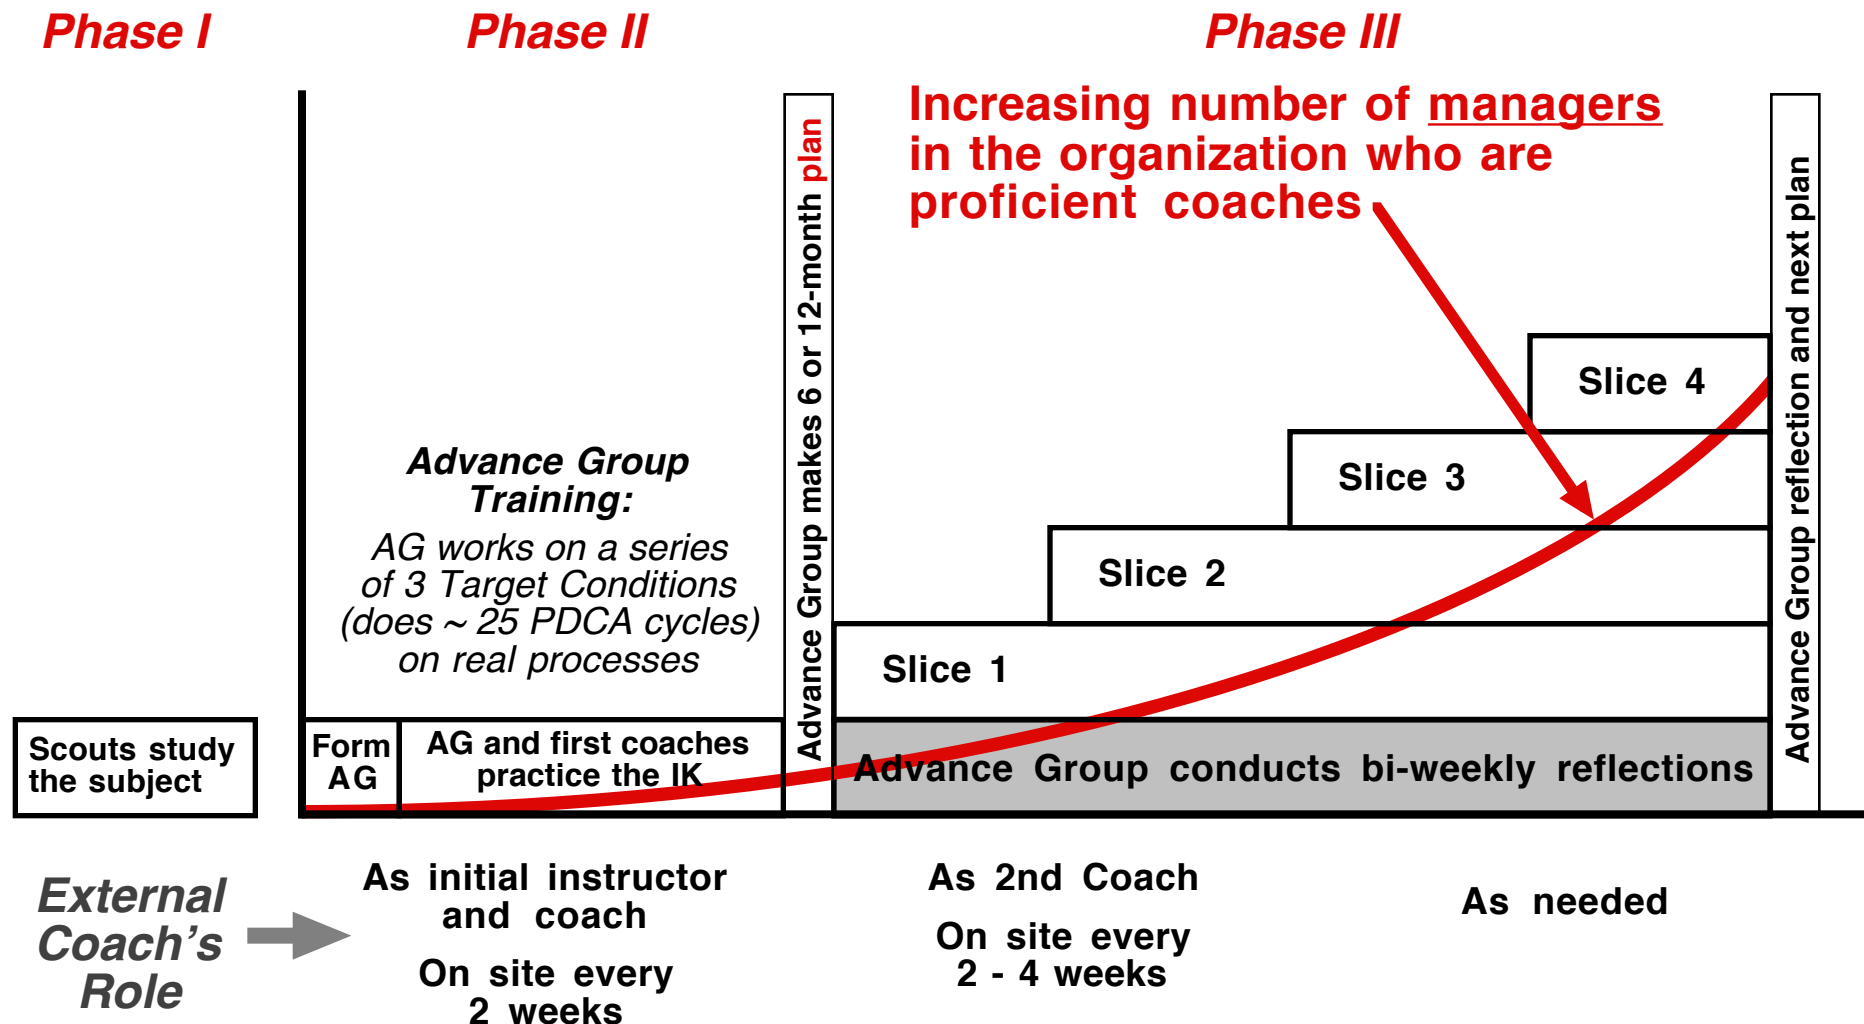 Phase I
Phase II
Phase III
Increasing number of managers
in the organization who are
proficient coaches
Advance Group makes 6 or 12-month plan
Advance Group reflection and next plan
Slice 4
Advance Group
Training:
AG works on a series
of 3 Target Conditions
(does ~ 25 PDCA cycles)
on real processes
Slice 3
Slice 2
Slice 1
Scouts study
the subject
Form
AG
AG and first coaches
practice the IK
Advance Group conducts bi-weekly reflections
External
Coach’s
Role
As initial instructor
and coach
On site every
2 weeks
As 2nd Coach
On site every
2 - 4 weeks
As needed